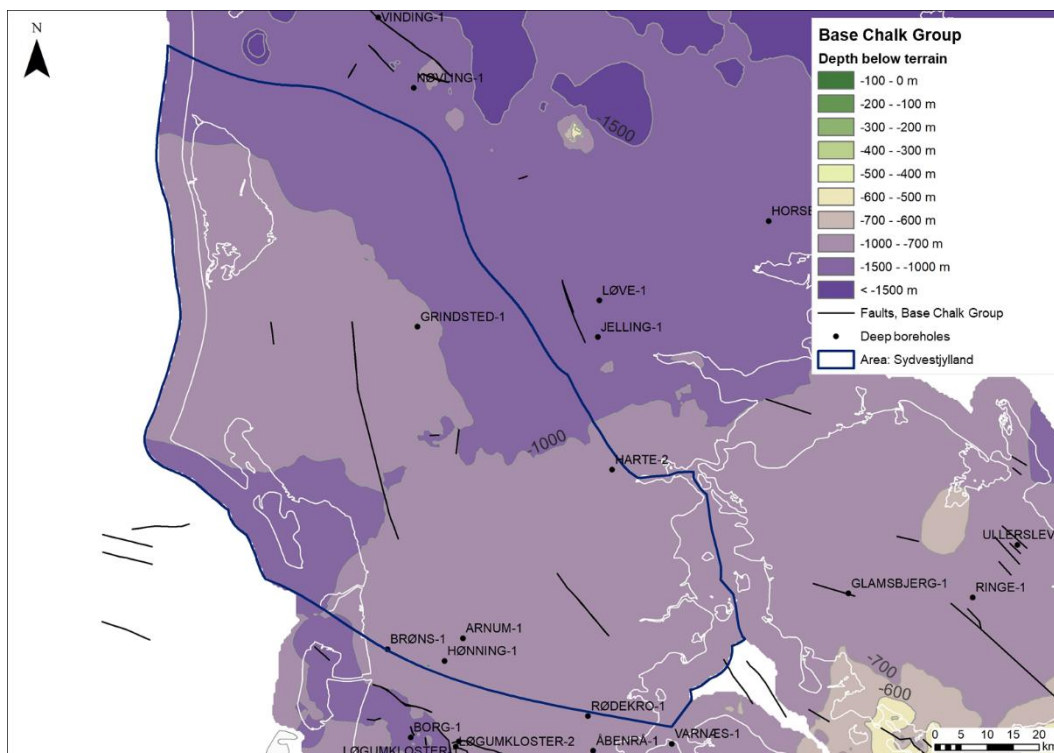 N
VINDING-1
NØVLING-1
-1500
HORSE
LØVE-1
JELLING-1
GRINDSTED-1
-1000
HARTE-2
ULLERSLEV
GLAMSBJERG-1
RINGE-1
ARNUM-1
BRØNS-1
HØNNING-1
-700
-600
RØDEKRO-1
VARNÆS-1
BORG-1
LØGUMKLOSTER-2
ÅBENRÅ-1
LØGUMKLOSTER-1
Base Chalk Group
Depth below terrain
-100 - 0 m
-200 - -100 m
-300 - -200 m
-400 - -300 m
-500 - -400 m
-600 - -500 m
-700 - -600 m
-1000 - -700 m
-1500 - -1000 m
< -1500 m
Faults, Base Chalk Group
Deep boreholes
Area: Sydvestjylland
0 5 10 15 20